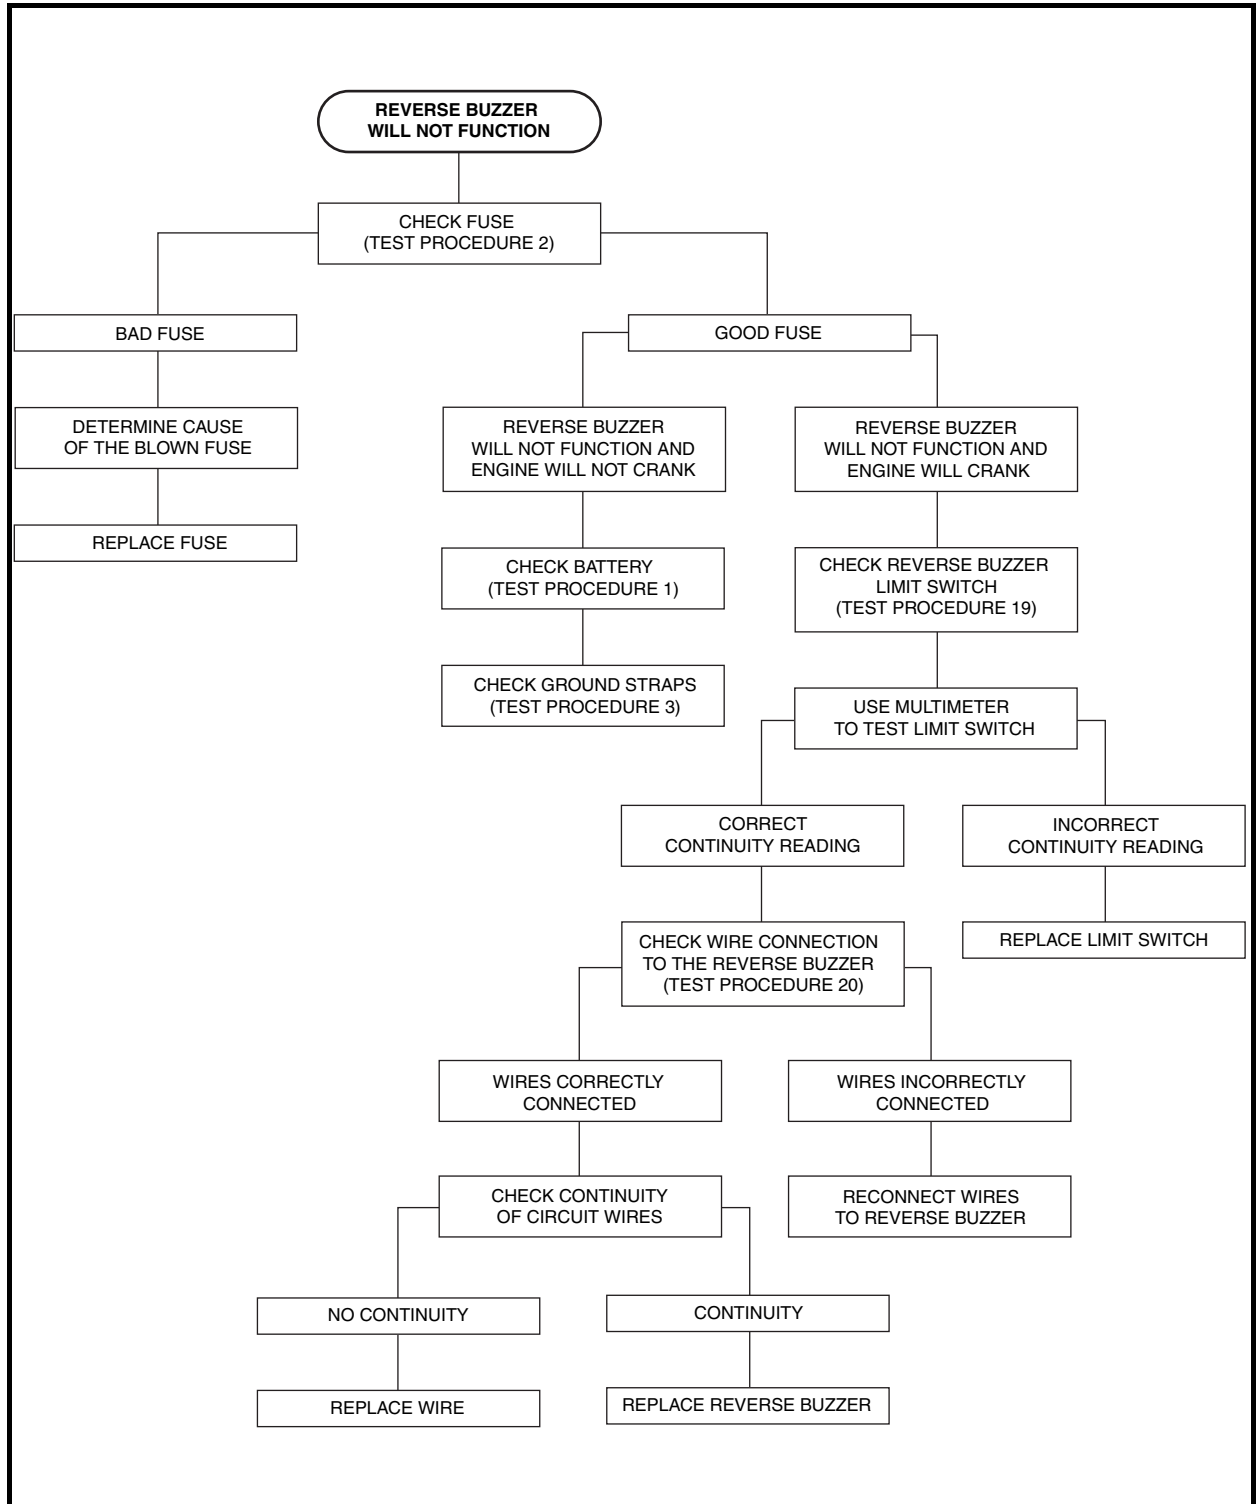 REVERSE BUZZER
WILL NOT FUNCTION
CHECK FUSE
(TEST PROCEDURE 2)
BAD FUSE
GOOD FUSE
DETERMINE CAUSE
OF THE BLOWN FUSE
REVERSE BUZZER
WILL NOT FUNCTION AND
ENGINE WILL NOT CRANK
REVERSE BUZZER
WILL NOT FUNCTION AND
ENGINE WILL CRANK
REPLACE FUSE
CHECK BATTERY
(TEST PROCEDURE 1)
CHECK REVERSE BUZZER
LIMIT SWITCH
(TEST PROCEDURE 19)
CHECK GROUND STRAPS
(TEST PROCEDURE 3)
USE MULTIMETER
TO TEST LIMIT SWITCH
CORRECT
CONTINUITY READING
INCORRECT
CONTINUITY READING
CHECK WIRE CONNECTION
TO THE REVERSE BUZZER
(TEST PROCEDURE 20)
REPLACE LIMIT SWITCH
WIRES CORRECTLY
CONNECTED
WIRES INCORRECTLY
CONNECTED
CHECK CONTINUITY
OF CIRCUIT WIRES
RECONNECT WIRES
TO REVERSE BUZZER
NO CONTINUITY
CONTINUITY
REPLACE WIRE
REPLACE REVERSE BUZZER